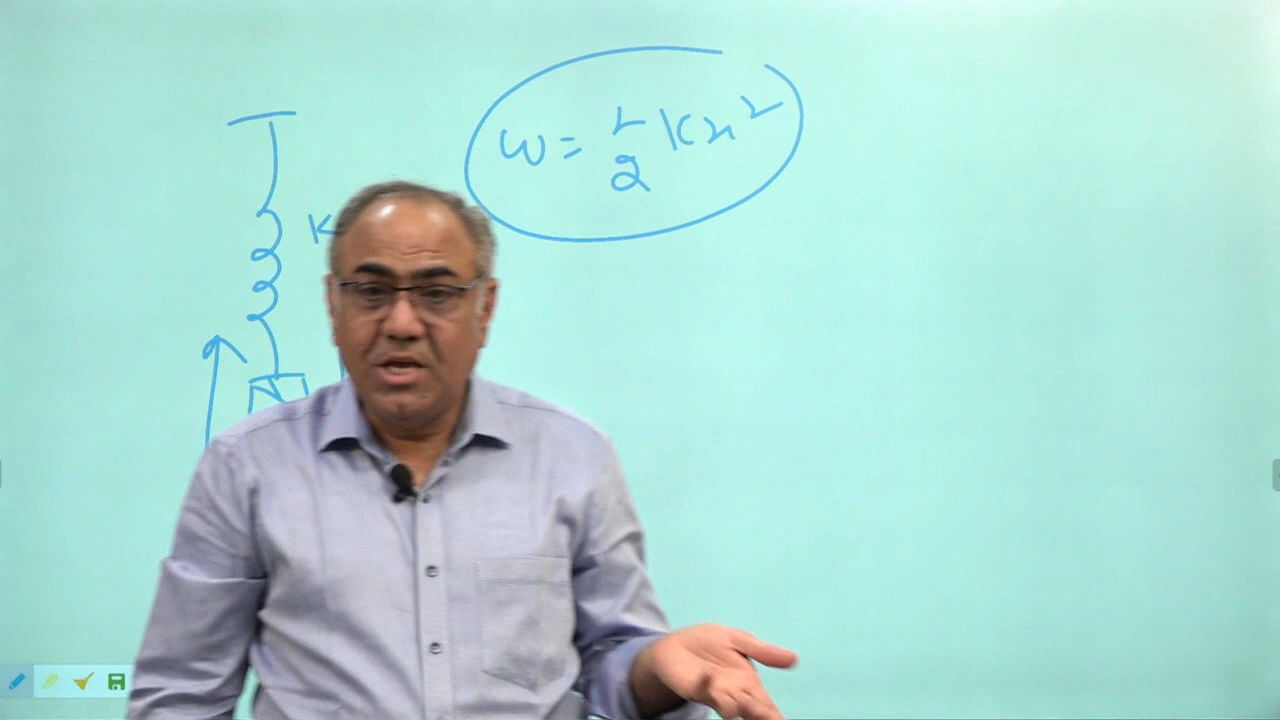 W = 1/2 Kx²
K